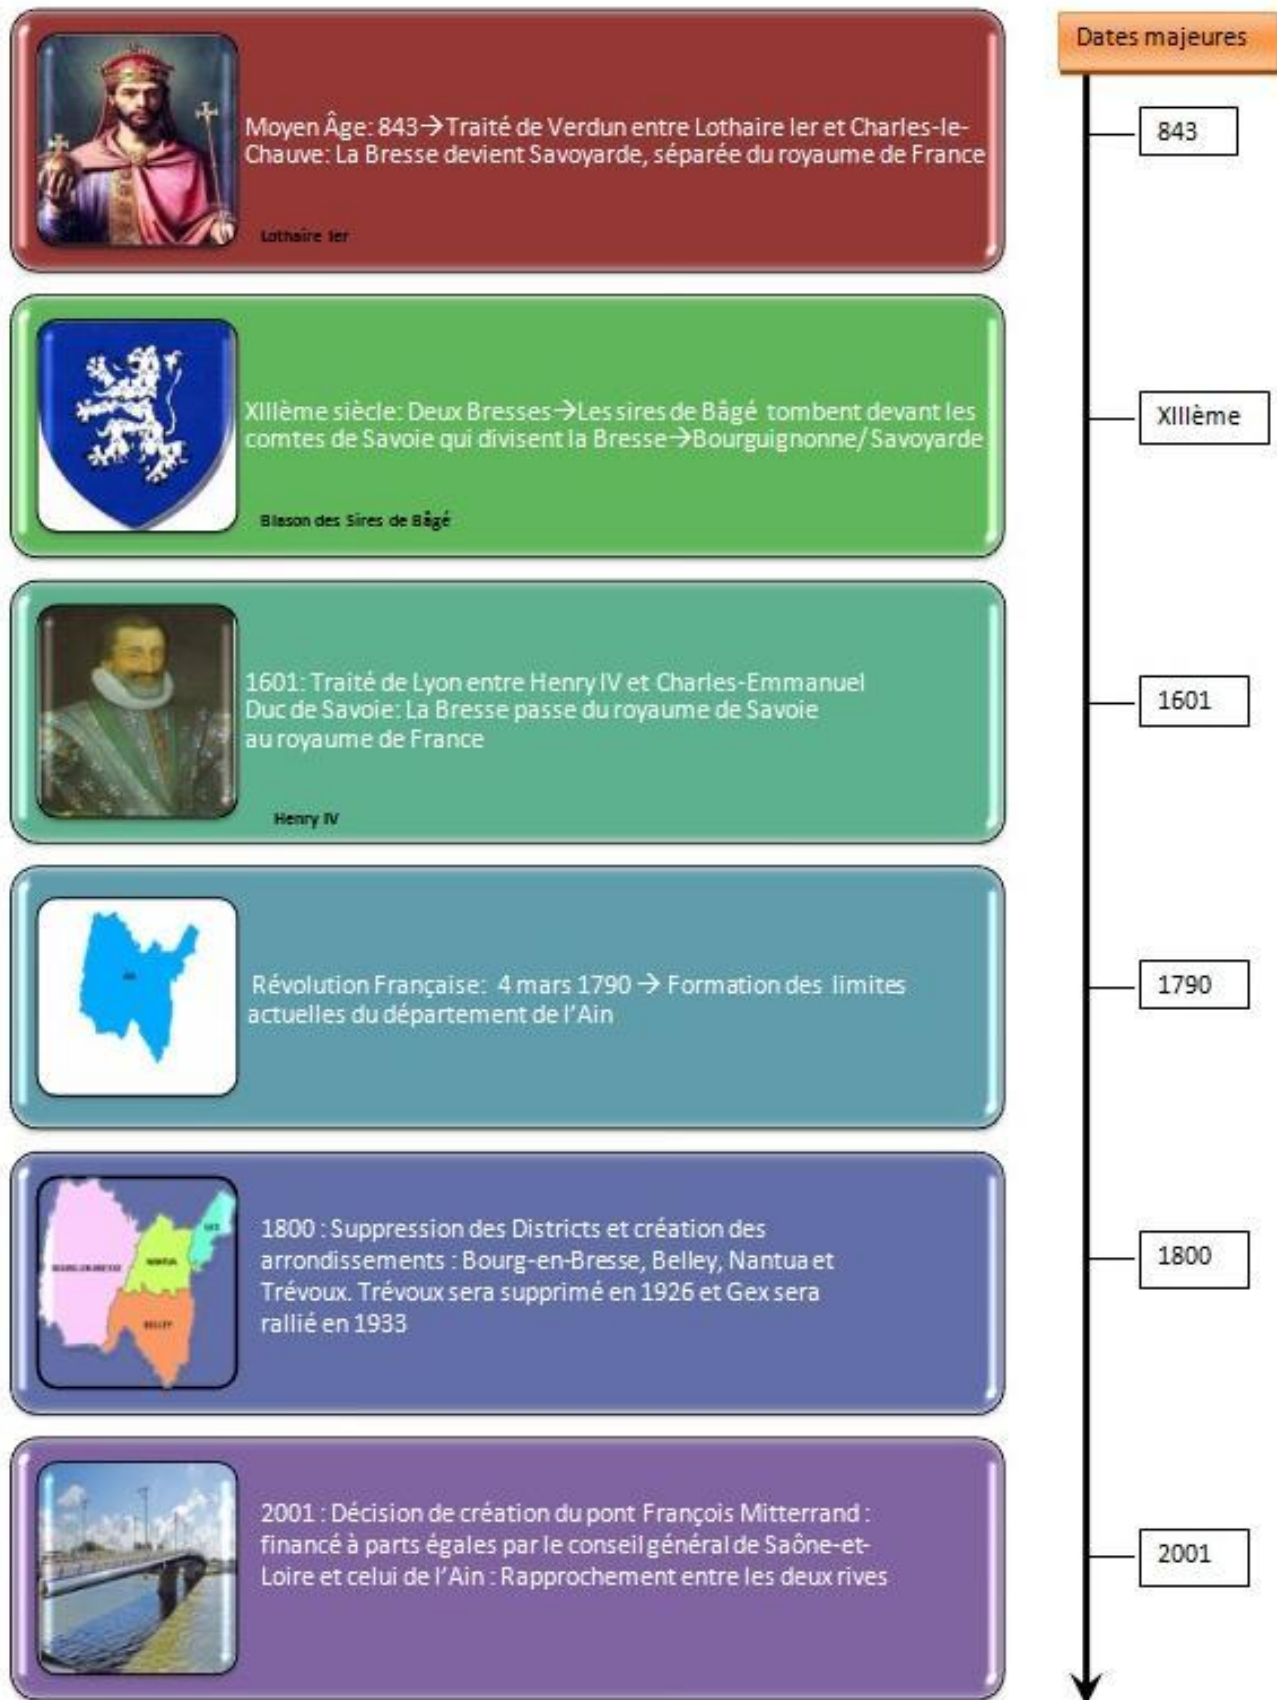 Dates majeures
Moyen Âge: 843→Traité de Verdun entre Lothaire Ier et Charles-le-
Chauve: La Bresse devient Savoyarde, séparée du royaume de France
Lothaire Ier
843
XIIIème siècle: Deux Bresses→Les sires de Bâgé tombent devant les
comtes de Savoie qui divisent la Bresse→Bourguignonne/ Savoyarde
Blason des Sires de Bâgé
XIIIème
1601: Traité de Lyon entre Henry IV et Charles-Emmanuel
Duc de Savoie: La Bresse passe du royaume de Savoie
au royaume de France
Henry IV
1601
Révolution Française: 4 mars 1790 → Formation des limites
actuelles du département de l'Ain
1790
GEX
NANTUA
BOURG-EN-BRESSE
BELLEY
1800 : Suppression des Districts et création des
arrondissements : Bourg-en-Bresse, Belley, Nantua et
Trévoux. Trévoux sera supprimé en 1926 et Gex sera
rallié en 1933
1800
2001 : Décision de création du pont François Mitterrand :
financé à parts égales par le conseil général de Saône-et-
Loire et celui de l'Ain : Rapprochement entre les deux rives
2001